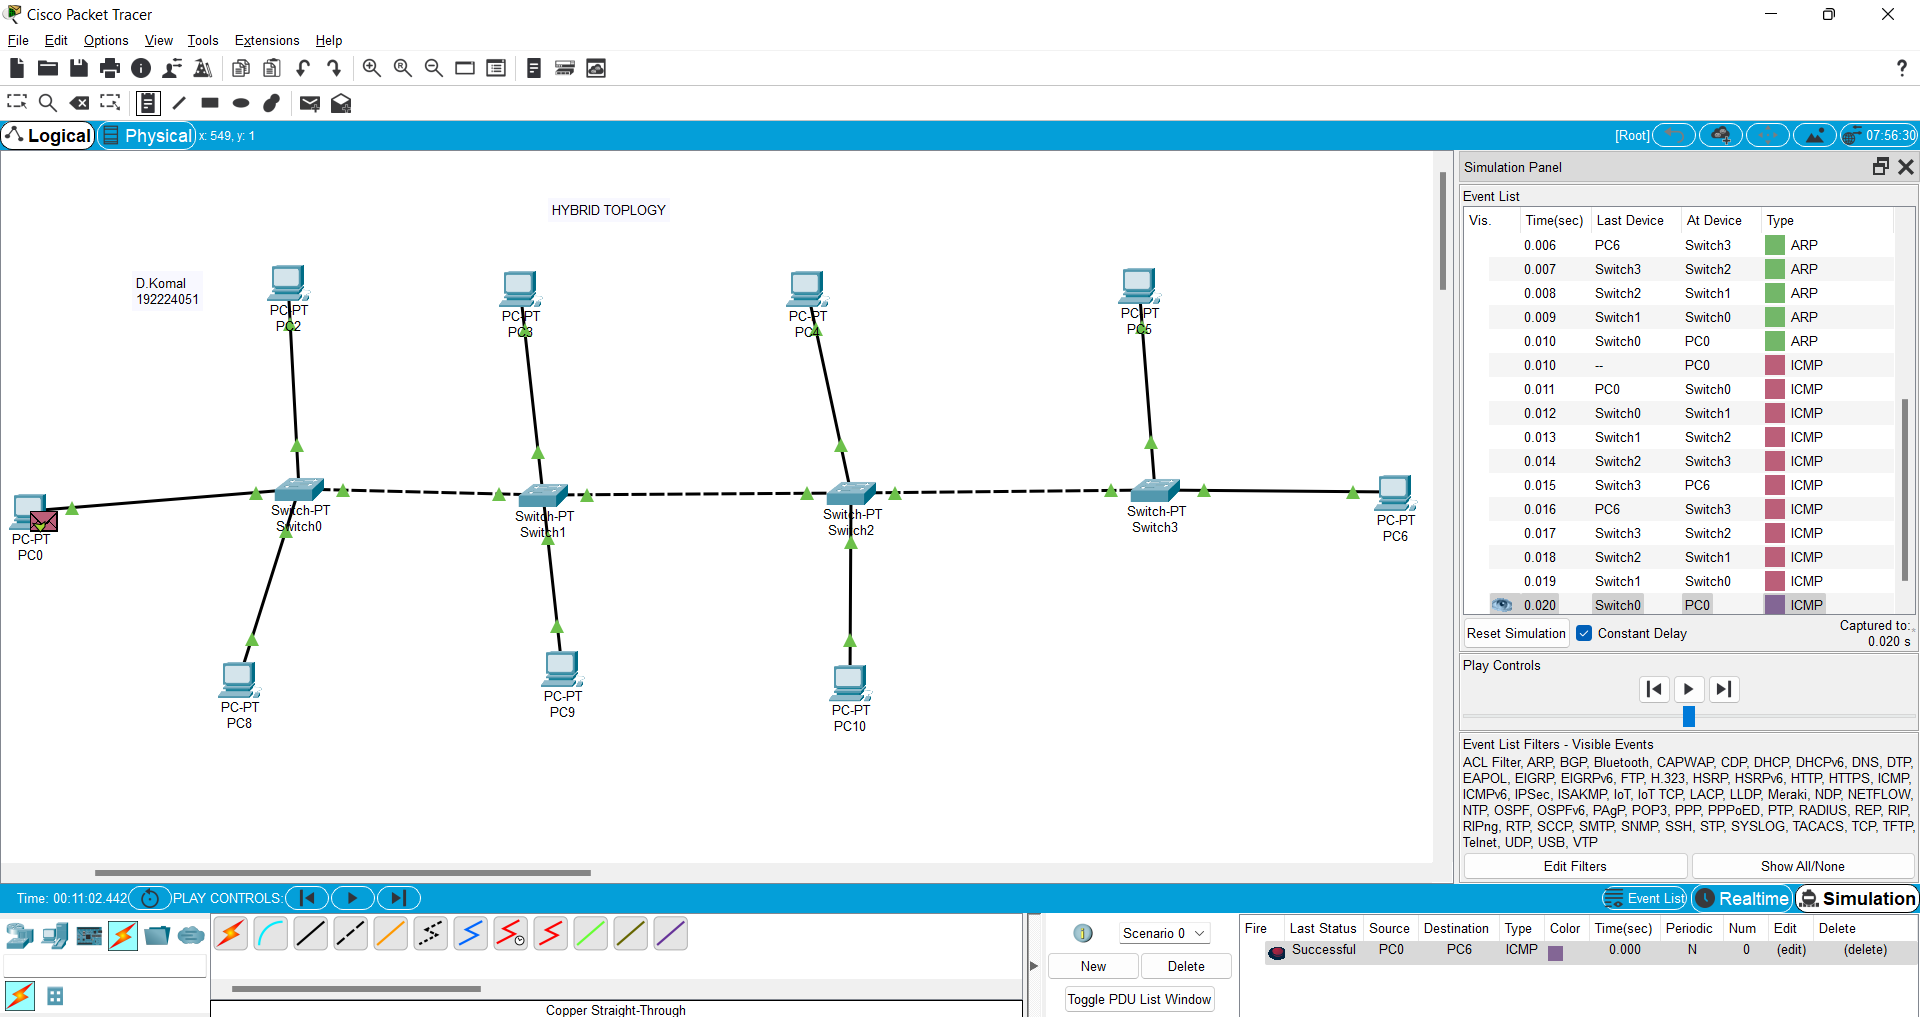 Cisco Packet Tracer
File Edit Options View Tools Extensions Help
Logical Physical x: 549, y: 1 [Root] 07:56:30
HYBRID TOPLOGY
D.Komal
192224051
PC-PT
PC2
PC-PT
PC3
PC-PT
PC4
PC-PT
PC5
PC-PT
PC0
Switch-PT
Switch0
Switch-PT
Switch1
Switch-PT
Switch2
Switch-PT
Switch3
PC-PT
PC6
PC-PT
PC8
PC-PT
PC9
PC-PT
PC10
Simulation Panel
Event List
Vis. Time(sec) Last Device At Device Type
0.006 PC6 Switch3 ARP
0.007 Switch3 Switch2 ARP
0.008 Switch2 Switch1 ARP
0.009 Switch1 Switch0 ARP
0.010 Switch0 PC0 ARP
0.010 -- PC0 ICMP
0.011 PC0 Switch0 ICMP
0.012 Switch0 Switch1 ICMP
0.013 Switch1 Switch2 ICMP
0.014 Switch2 Switch3 ICMP
0.015 Switch3 PC6 ICMP
0.016 PC6 Switch3 ICMP
0.017 Switch3 Switch2 ICMP
0.018 Switch2 Switch1 ICMP
0.019 Switch1 Switch0 ICMP
0.020 Switch0 PC0 ICMP
Reset Simulation Constant Delay Captured to:
0.020 s
Play Controls
Event List Filters - Visible Events
ACL Filter, ARP, BGP, Bluetooth, CAPWAP, CDP, DHCP, DHCPv6, DNS, DTP,
EAPOL, EIGRP, EIGRPv6, FTP, H.323, HSRP, HSRPv6, HTTP, HTTPS, ICMP,
ICMPv6, IPSec, ISAKMP, IoT, IoT TCP, LACP, LLDP, Meraki, NDP, NETFLOW,
NTP, OSPF, OSPFv6, PAgP, POP3, PPP, PPPoED, PTP, RADIUS, REP, RIP,
RIPng, RTP, SCCP, SMTP, SNMP, SSH, STP, SYSLOG, TACACS, TCP, TFTP,
Telnet, UDP, USB, VTP
Edit Filters Show All/None
Time: 00:11:02.442 PLAY CONTROLS: Event List Realtime Simulation
Scenario 0
New Delete
Toggle PDU List Window
Fire Last Status Source Destination Type Color Time(sec) Periodic Num Edit Delete
Successful PC0 PC6 ICMP 0.000 N 0 (edit) (delete)
Copper Straight-Through